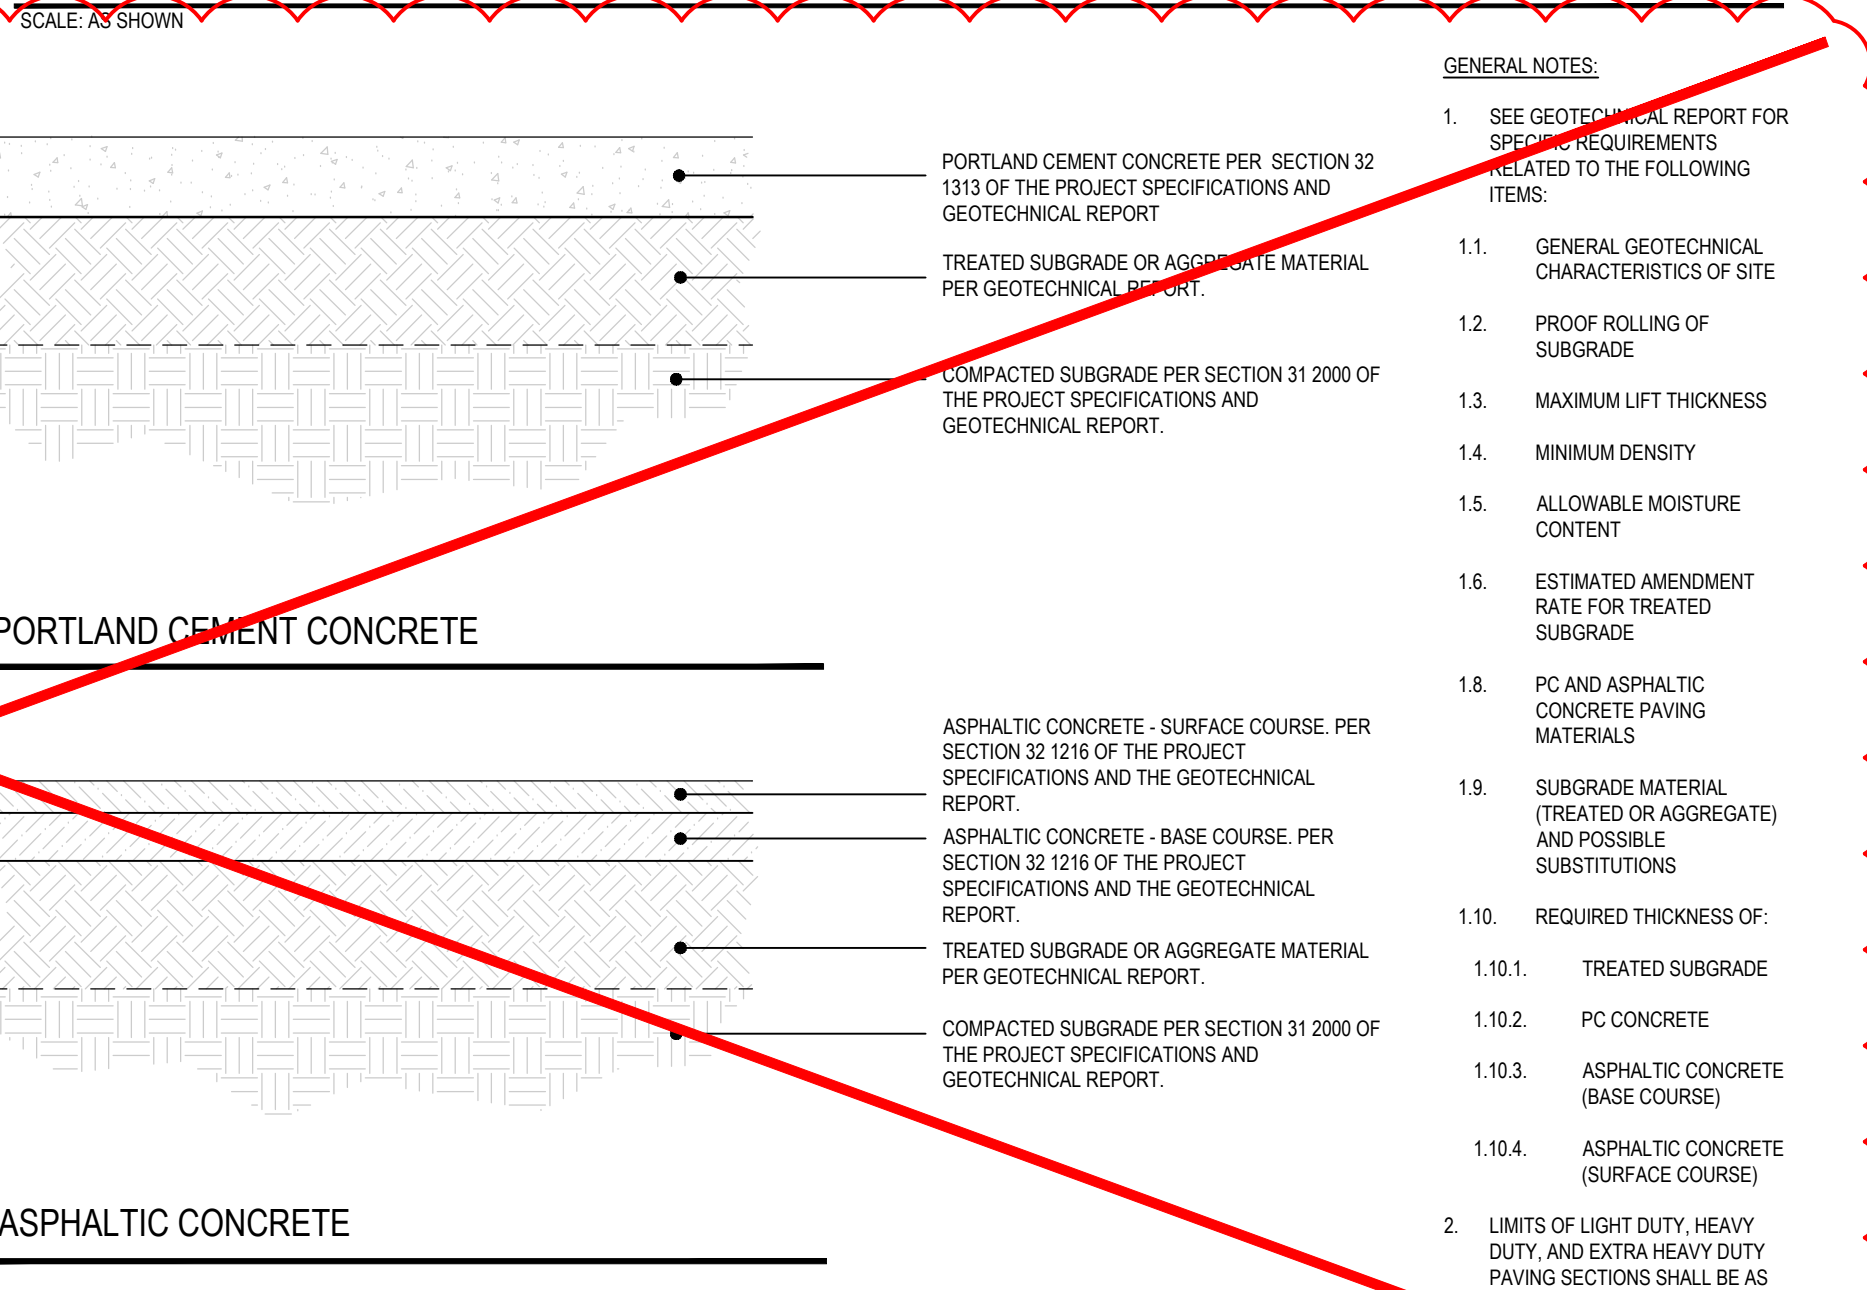 SCALE: AS SHOWN
PORTLAND CEMENT CONCRETE PER SECTION 32
1313 OF THE PROJECT SPECIFICATIONS AND
GEOTECHNICAL REPORT
TREATED SUBGRADE OR AGGREGATE MATERIAL
PER GEOTECHNICAL REPORT.
COMPACTED SUBGRADE PER SECTION 31 2000 OF
THE PROJECT SPECIFICATIONS AND
GEOTECHNICAL REPORT.
PORTLAND CEMENT CONCRETE
ASPHALTIC CONCRETE - SURFACE COURSE. PER
SECTION 32 1216 OF THE PROJECT
SPECIFICATIONS AND THE GEOTECHNICAL
REPORT.
ASPHALTIC CONCRETE - BASE COURSE. PER
SECTION 32 1216 OF THE PROJECT
SPECIFICATIONS AND THE GEOTECHNICAL
REPORT.
TREATED SUBGRADE OR AGGREGATE MATERIAL
PER GEOTECHNICAL REPORT.
COMPACTED SUBGRADE PER SECTION 31 2000 OF
THE PROJECT SPECIFICATIONS AND
GEOTECHNICAL REPORT.
ASPHALTIC CONCRETE
GENERAL NOTES:
1. SEE GEOTECHNICAL REPORT FOR
SPECIFIC REQUIREMENTS
RELATED TO THE FOLLOWING
ITEMS:
1.1. GENERAL GEOTECHNICAL
CHARACTERISTICS OF SITE
1.2. PROOF ROLLING OF
SUBGRADE
1.3. MAXIMUM LIFT THICKNESS
1.4. MINIMUM DENSITY
1.5. ALLOWABLE MOISTURE
CONTENT
1.6. ESTIMATED AMENDMENT
RATE FOR TREATED
SUBGRADE
1.8. PC AND ASPHALTIC
CONCRETE PAVING
MATERIALS
1.9. SUBGRADE MATERIAL
(TREATED OR AGGREGATE)
AND POSSIBLE
SUBSTITUTIONS
1.10. REQUIRED THICKNESS OF:
1.10.1. TREATED SUBGRADE
1.10.2. PC CONCRETE
1.10.3. ASPHALTIC CONCRETE
(BASE COURSE)
1.10.4. ASPHALTIC CONCRETE
(SURFACE COURSE)
2. LIMITS OF LIGHT DUTY, HEAVY
DUTY, AND EXTRA HEAVY DUTY
PAVING SECTIONS SHALL BE AS